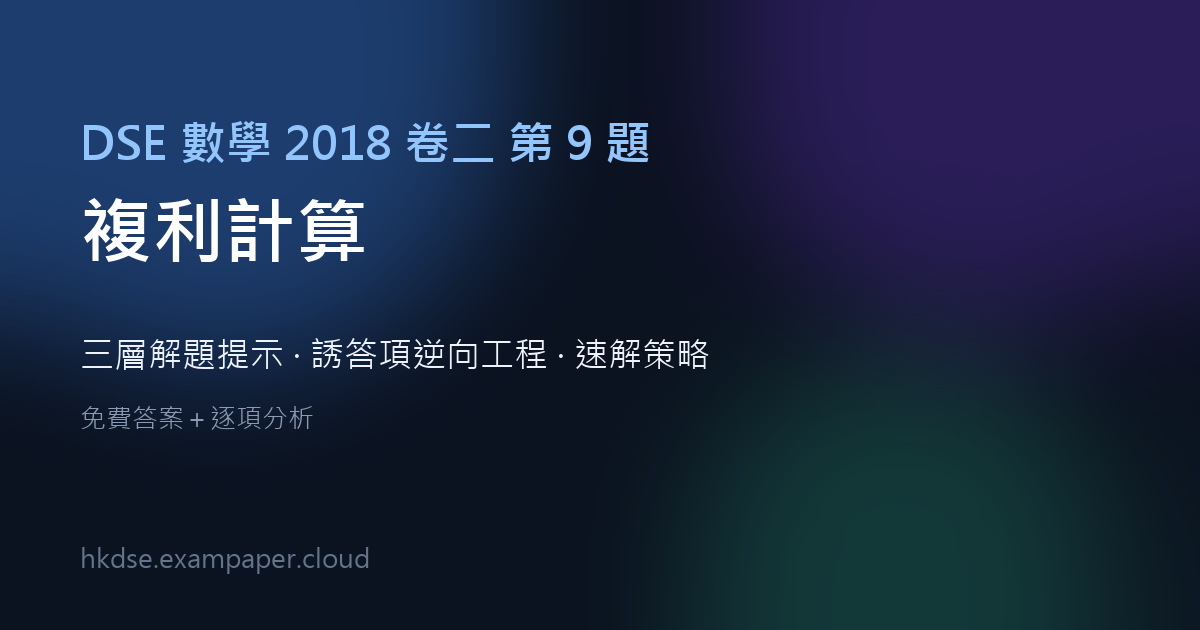 DSE 數學 2018 卷二 第 9 題
複利計算
三層解題提示 · 誘答項逆向工程 · 速解策略
免費答案 + 逐項分析
hkdse.exampaper.cloud